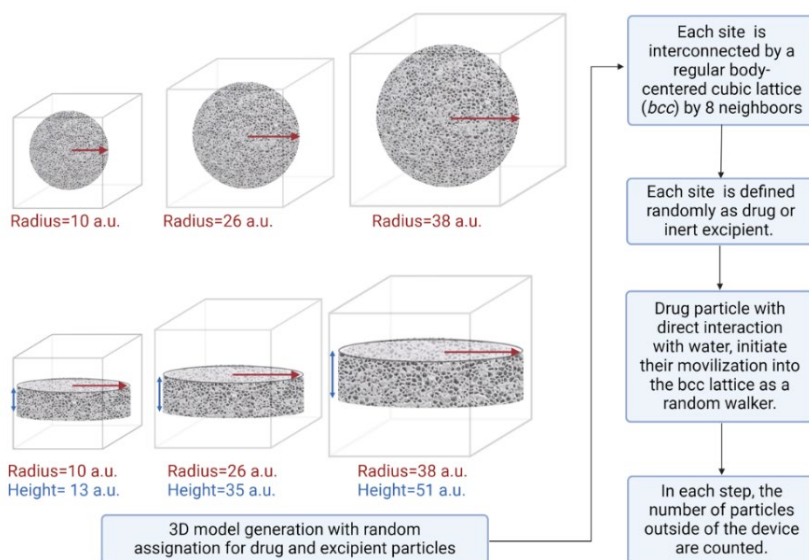 Radius=10 a.u.
Radius=26 a.u.
Radius=38 a.u.
Radius=10 a.u.
Height= 13 a.u.
Radius=26 a.u.
Height=35 a.u.
Radius=38 a.u.
Height=51 a.u.
3D model generation with random
assignation for drug and excipient particles
Each site is
interconnected by a
regular body-
centered cubic lattice
(bcc) by 8 neighboors
Each site is defined
randomly as drug or
inert excipient.
Drug particle with
direct interaction
with water, initiate
their movilization into
the bcc lattice as a
random walker.
In each step, the
number of particles
outside of the device
are counted.